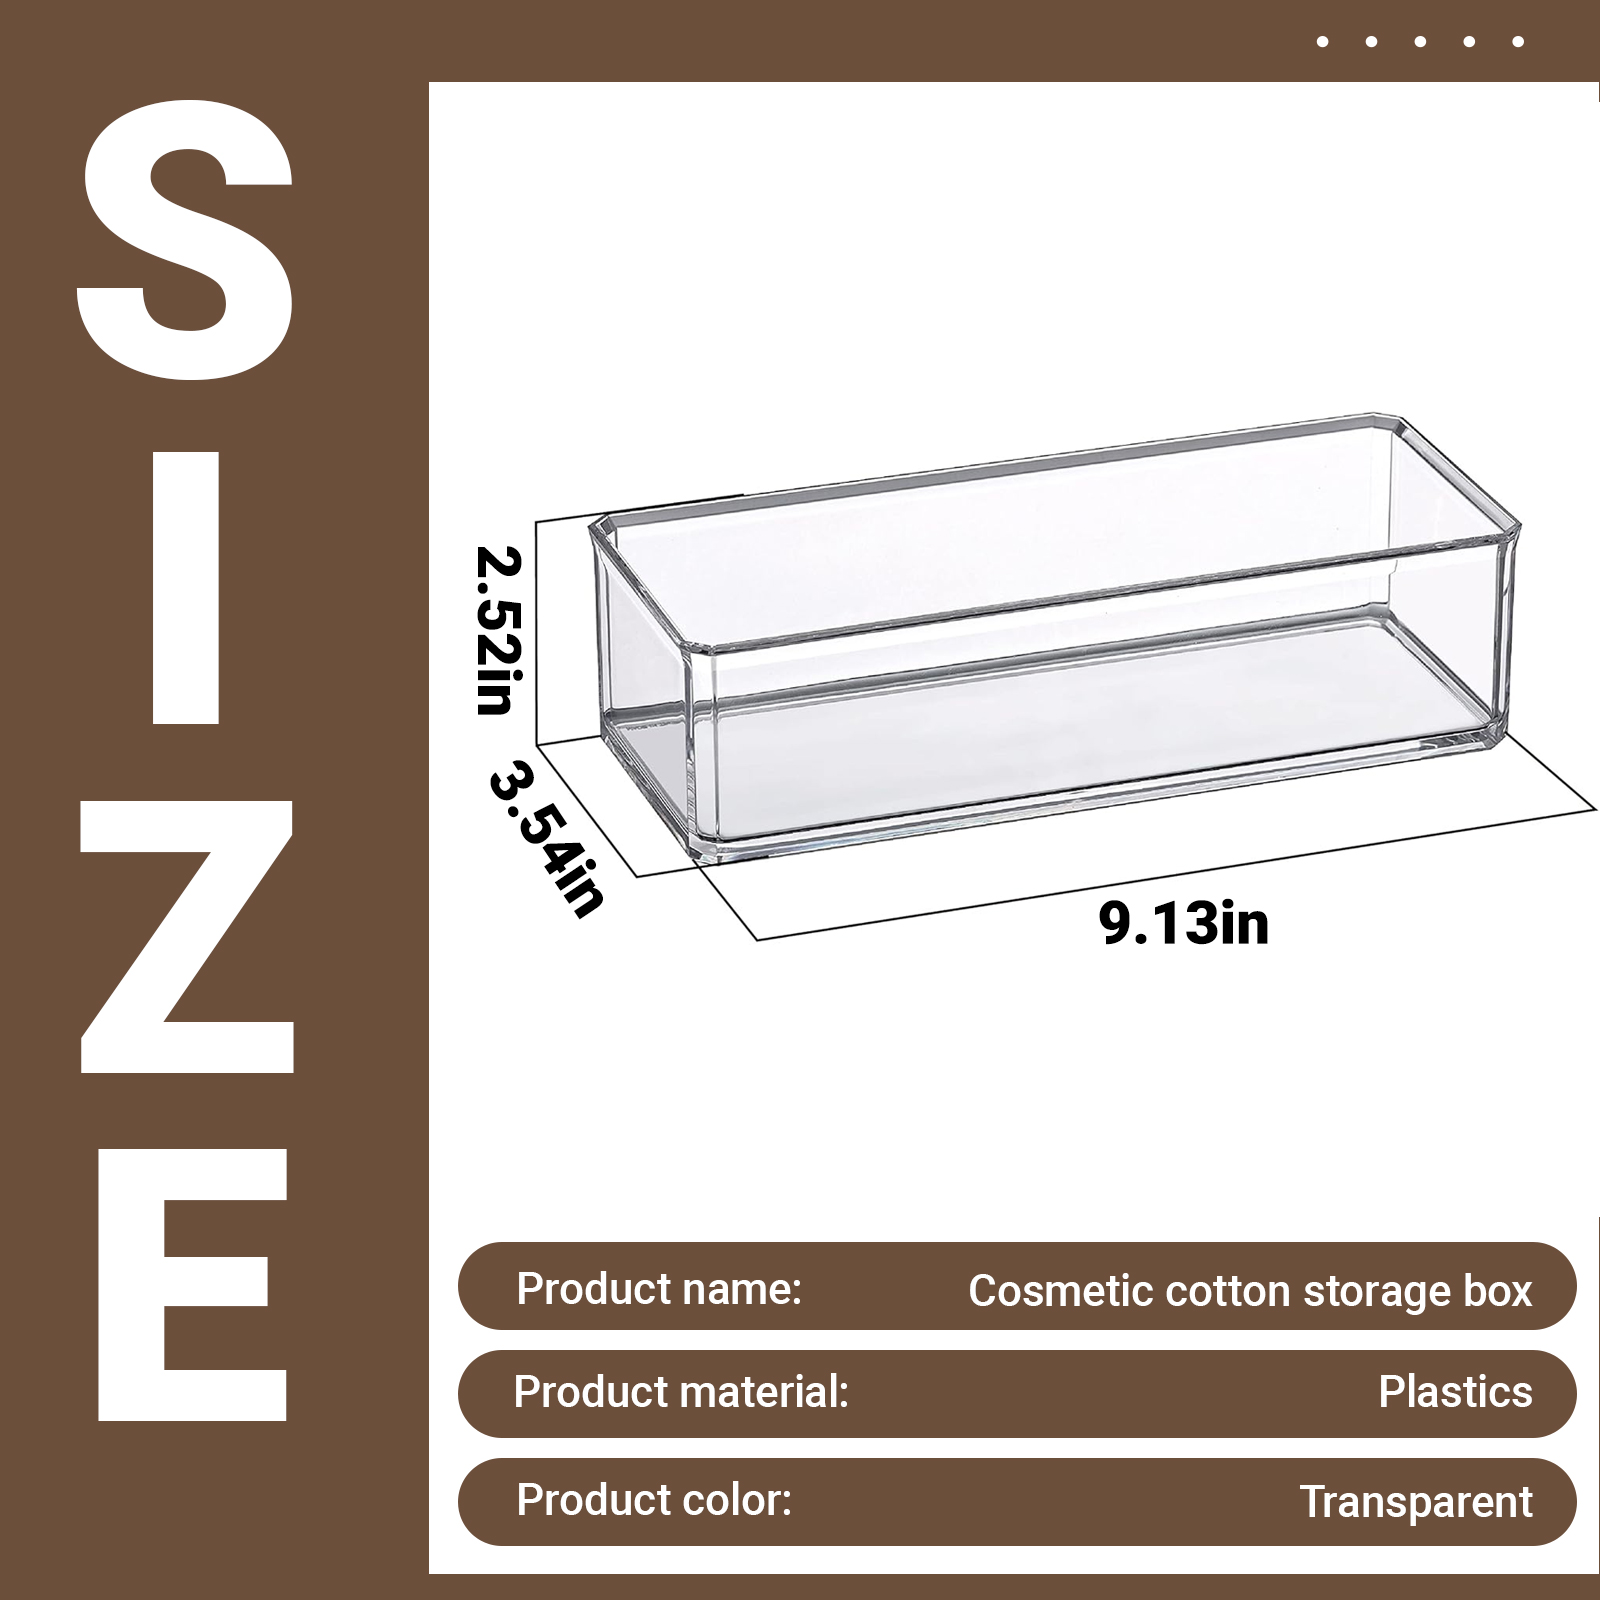 SIZE
2.52in
3.54in
9.13in
Product name: Cosmetic cotton storage box
Product material: Plastics
Product color: Transparent